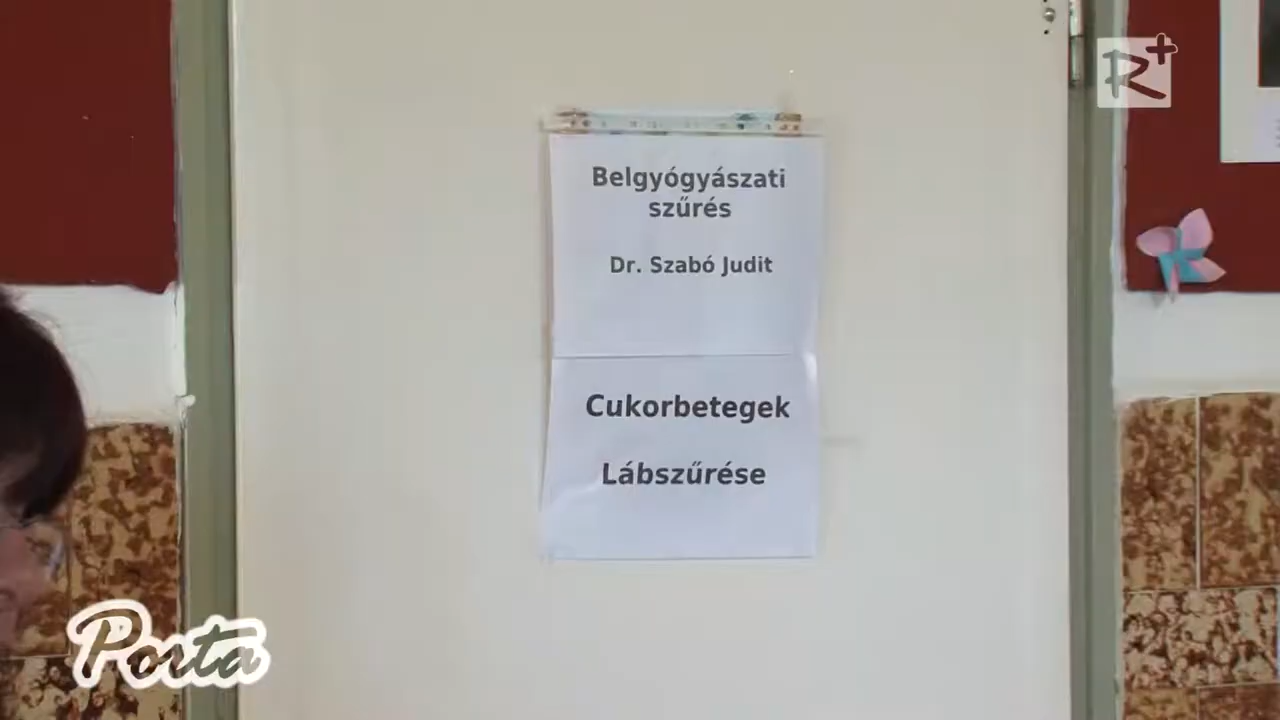 R+
Belgyógyászati
szűrés
Dr. Szabó Judit
Cukorbetegek
Lábszűrése
Porta